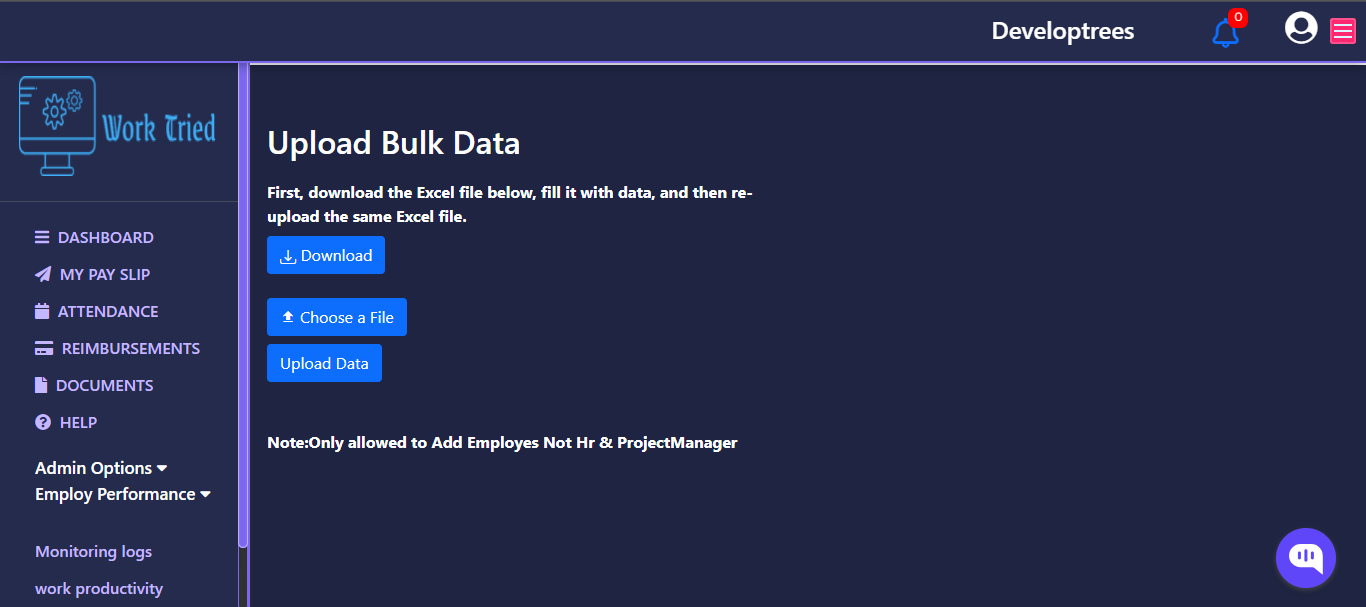 Developtrees
0
Work Tried
Upload Bulk Data
First, download the Excel file below, fill it with data, and then re-
upload the same Excel file.
Download
Choose a File
Upload Data
Note:Only allowed to Add Employes Not Hr & ProjectManager
DASHBOARD
MY PAY SLIP
ATTENDANCE
REIMBURSEMENTS
DOCUMENTS
HELP
Admin Options
Employ Performance
Monitoring logs
work productivity